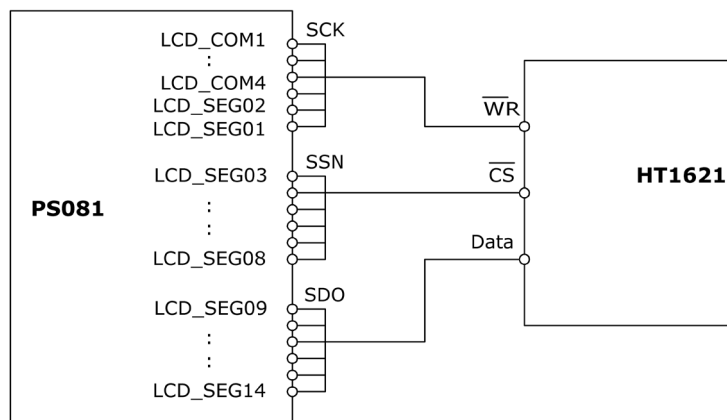 SCK
LCD_COM1
:
LCD_COM4
LCD_SEG02
LCD_SEG01
WR
SSN
LCD_SEG03
:
:
LCD_SEG08
CS
HT1621
PS081
Data
SDO
LCD_SEG09
:
:
LCD_SEG14